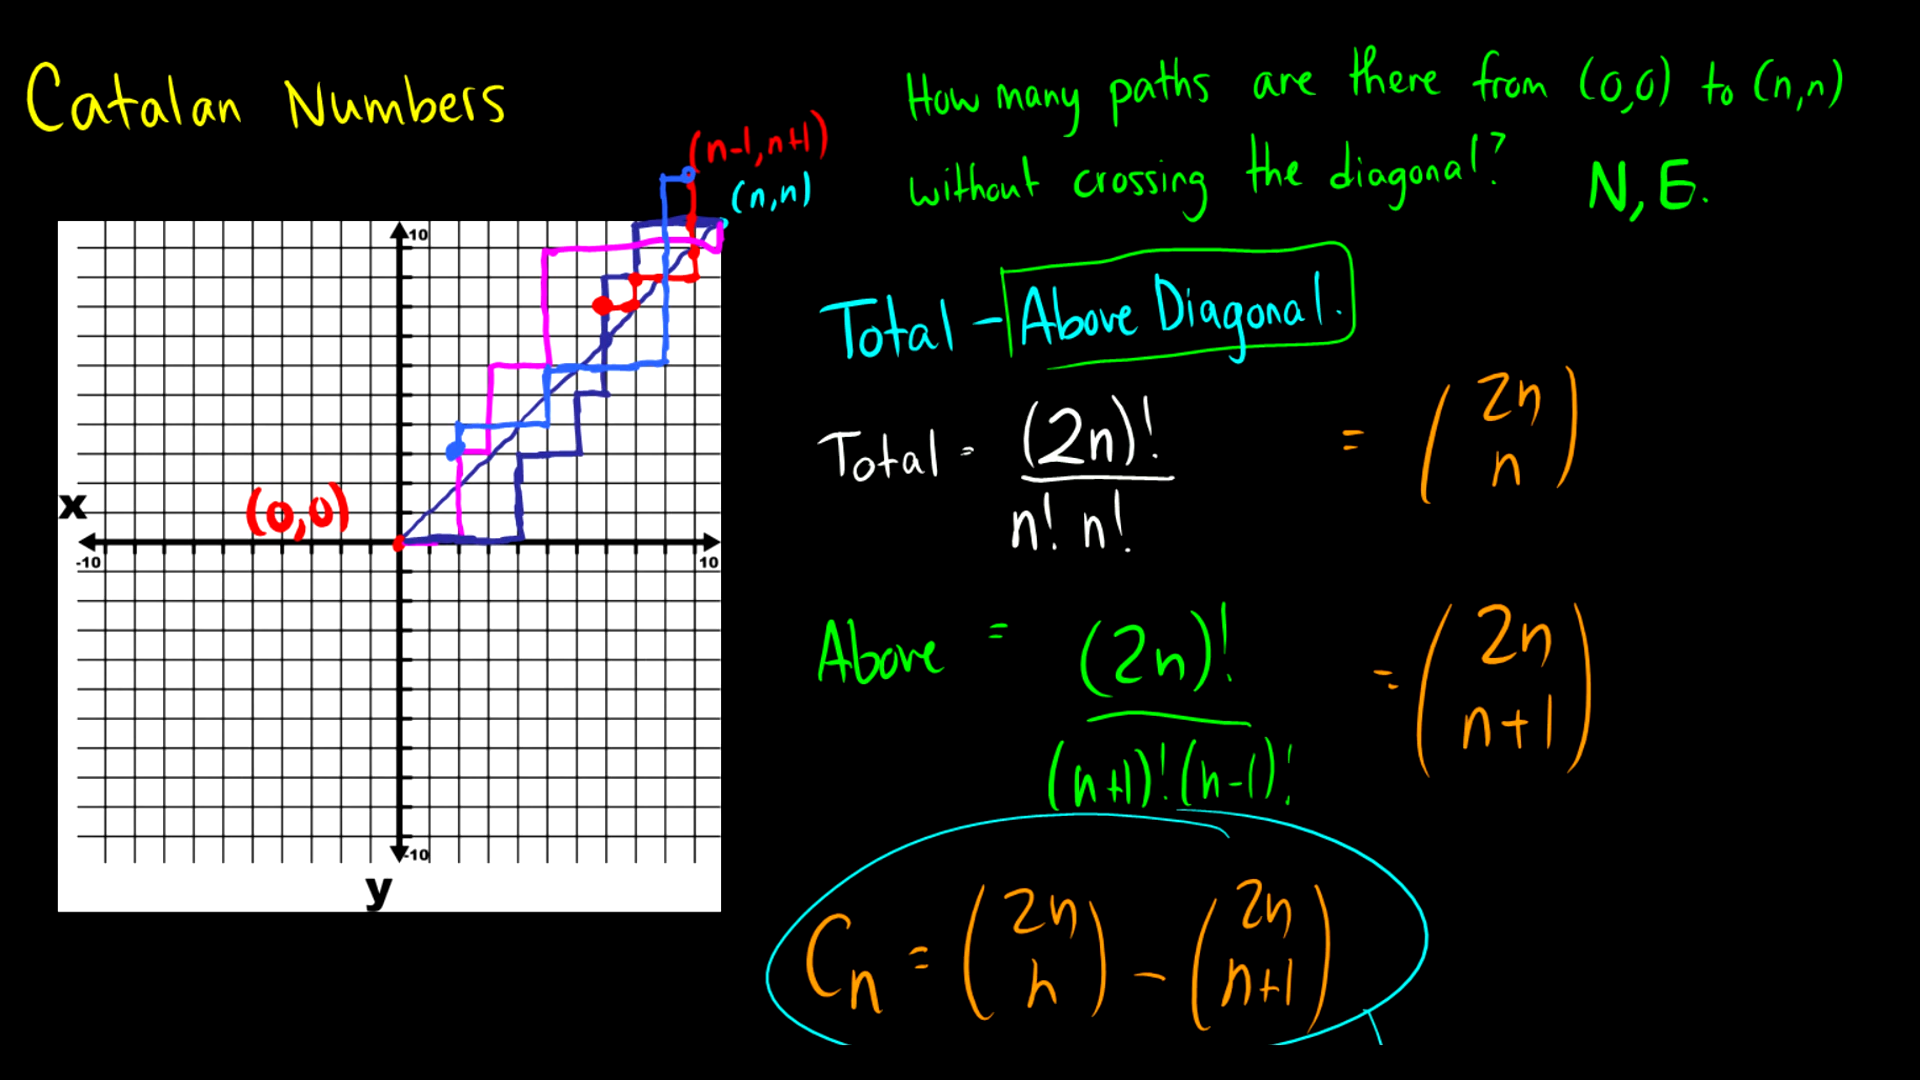 Catalan Numbers
How many paths are there from (0,0) to (n,n)
without crossing the diagonal? N, E.
(n-1, n+1)
(n,n)
10
x
(0,0)
-10
10
-10
y
Total - Above Diagonal.
Total = (2n)! / n! n! = (2n n)
Above = (2n)! / (n+1)! (n-1)! = (2n n+1)
Cn = (2n n) - (2n n+1)